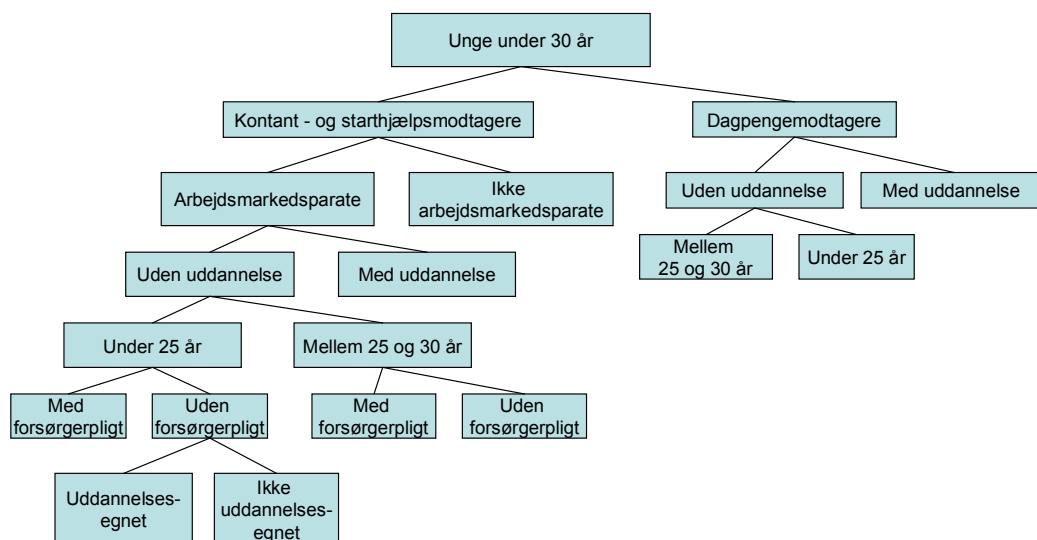 Unge under 30 år
Kontant - og starthjælpsmodtagere
Dagpengemodtagere
Arbejdsmarkedsparate
Ikke
arbejdsmarkedsparate
Uden uddannelse
Med uddannelse
Uden uddannelse
Med uddannelse
Mellem
25 og 30 år
Under 25 år
Under 25 år
Mellem 25 og 30 år
Med
forsørgerpligt
Uden
forsørgerpligt
Med
forsørgerpligt
Uden
forsørgerpligt
Uddannelses-
egnet
Ikke
uddannelses-
egnet